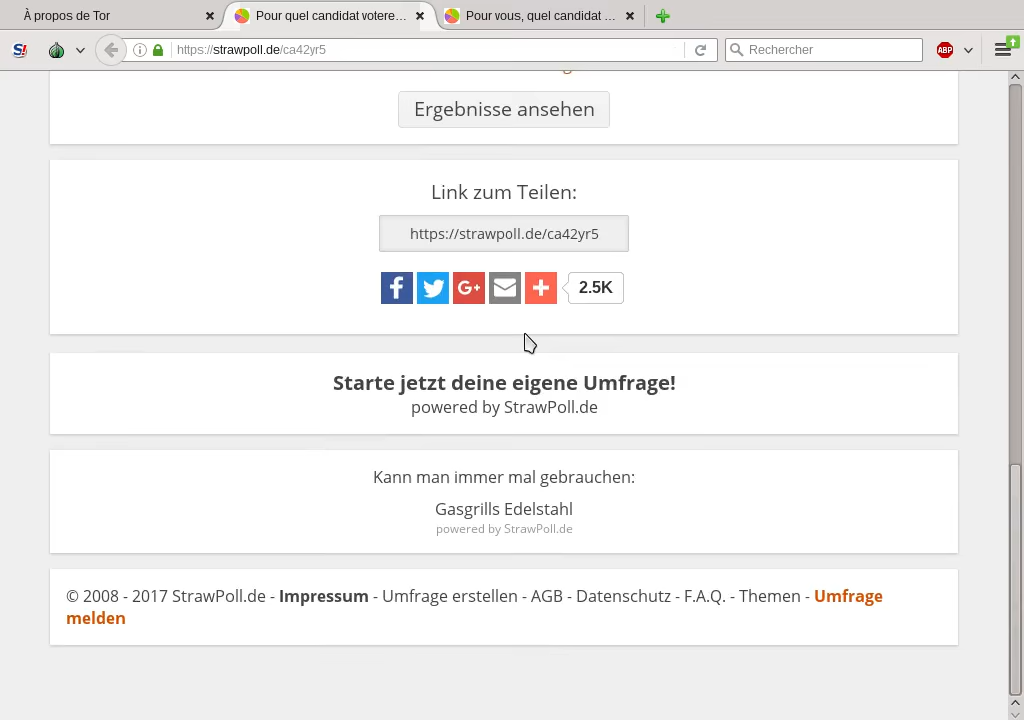 À propos de Tor
Pour quel candidat votere...
Pour vous, quel candidat ...
S!
https://strawpoll.de/ca42yr5
Rechercher
ABP
Ergebnisse ansehen
Link zum Teilen:
https://strawpoll.de/ca42yr5
2.5K
Starte jetzt deine eigene Umfrage!
powered by StrawPoll.de
Kann man immer mal gebrauchen:
Gasgrills Edelstahl
powered by StrawPoll.de
© 2008 - 2017 StrawPoll.de - Impressum - Umfrage erstellen - AGB - Datenschutz - F.A.Q. - Themen - Umfrage
melden